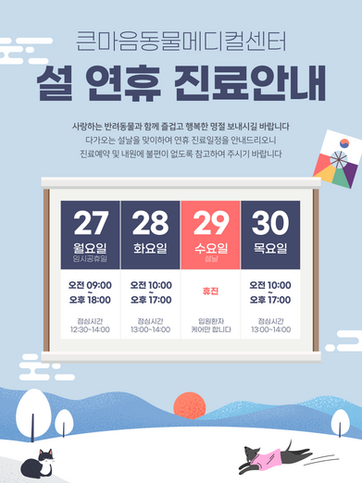 큰마음동물메디컬센터
설 연휴 진료안내
사랑하는 반려동물과 함께 즐겁고 행복한 명절 보내시길 바랍니다
다가오는 설날을 맞이하여 연휴 진료일정을 안내드리오니
진료예약 및 내원에 불편이 없도록 참고하여 주시기 바랍니다
27 28 29 30
월요일 화요일 수요일 목요일
임시공휴일 설날
오전 09:00 ~ 오후 18:00
점심시간
12:30~14:00
오전 10:00 ~ 오후 17:00
점심시간
13:00~14:00
휴진
입원환자
케어만 합니다
오전 10:00 ~ 오후 17:00
점심시간
13:00~14:00